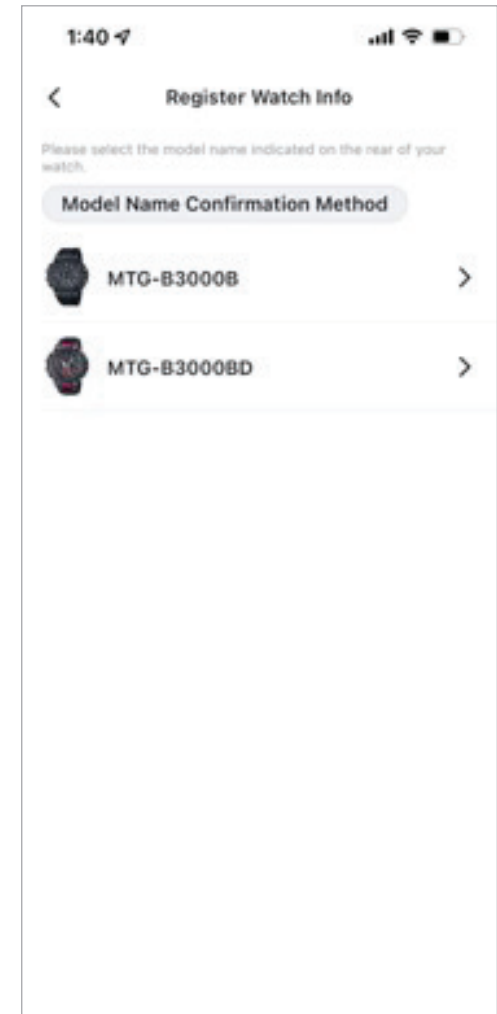 1:40
Register Watch Info
Please select the model name indicated on the rear of your
watch.
Model Name Confirmation Method
MTG-B3000B
MTG-B3000BD